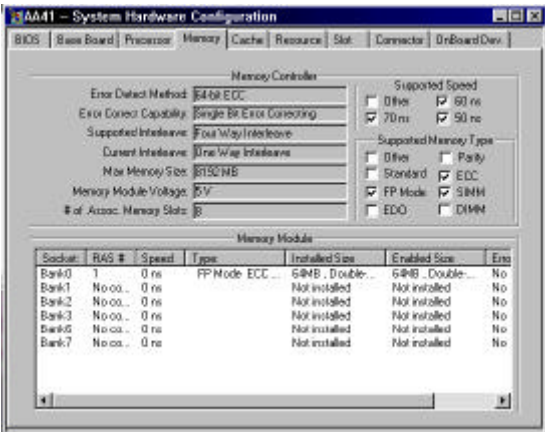 AA41 – System Hardware Configuration
BIOS Base Board Processor Memory Cache Resource Slot Connector OnBoard Dev.
Memory Controller
Error Detect Method: 64-bit ECC
Error Correct Capability: Single Bit Error Correcting
Supported Interleave: Four Way Interleave
Current Interleave: One Way Interleave
Max Memory Size: 8192 MB
Memory Module Voltage: 5 V
# of Assoc. Memory Slots: 8
Supported Speed
Other 60 ns
70 ns 50 ns
Supported Memory Type
Other Parity
Standard ECC
FP Mode SIMM
EDO DIMM
Memory Module
Socket: RAS # Speed Type: Installed Size Enabled Size
Bank0 1 0 ns FP Mode ECC ... 64MB , Double-... 64MB , Double-... No
Bank1 No co... 0 ns Not installed Not installed No
Bank2 No co... 0 ns Not installed Not installed No
Bank3 No co... 0 ns Not installed Not installed No
Bank6 No co... 0 ns Not installed Not installed No
Bank7 No co... 0 ns Not installed Not installed No